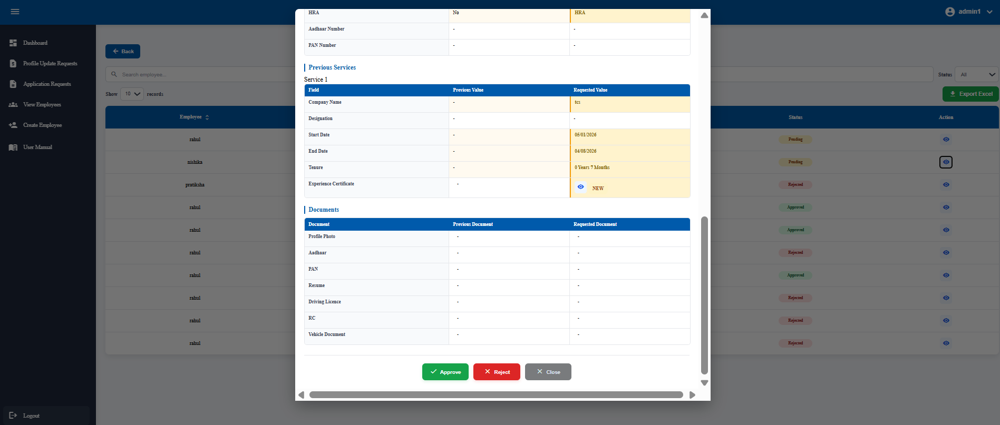 admin1
Dashboard
Profile Update Requests
Application Requests
View Employees
Create Employee
User Manual
Logout
Back
Search employee...
Status All
Show 10 records
Export Excel
Employee Status Action
rahul Pending
nishika Pending
pratiksha Rejected
rahul Approved
rahul Approved
rahul Rejected
rahul Approved
rahul Rejected
rahul Rejected
rahul Rejected
HRA No HRA
Aadhaar Number - -
PAN Number - -
Previous Services
Service 1
Field Previous Value Requested Value
Company Name - tcs
Designation - -
Start Date - 05/01/2026
End Date - 04/08/2026
Tenure - 0 Years 7 Months
Experience Certificate - NEW
Documents
Document Previous Document Requested Document
Profile Photo - -
Aadhaar - -
PAN - -
Resume - -
Driving Licence - -
RC - -
Vehicle Document - -
Approve Reject Close